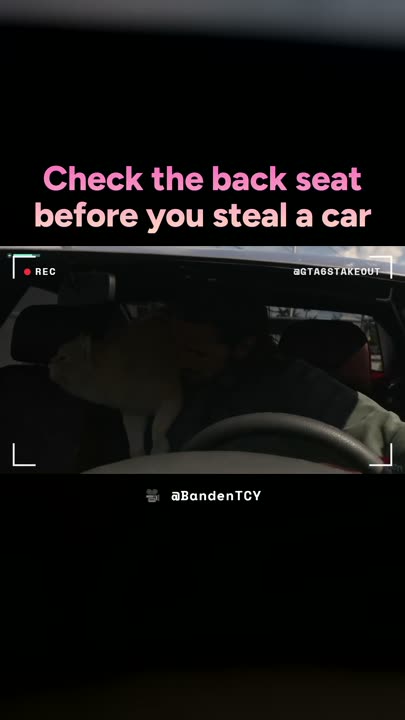 Check the back seat
before you steal a car
REC
@GTA6STAKEOUT
@BandenTCY